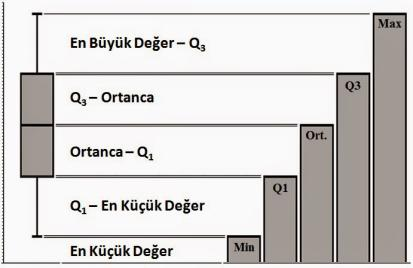 En Büyük Değer – Q3
Q3 – Ortanca
Ortanca – Q1
Q1 – En Küçük Değer
En Küçük Değer
Min
Q1
Ort.
Q3
Max